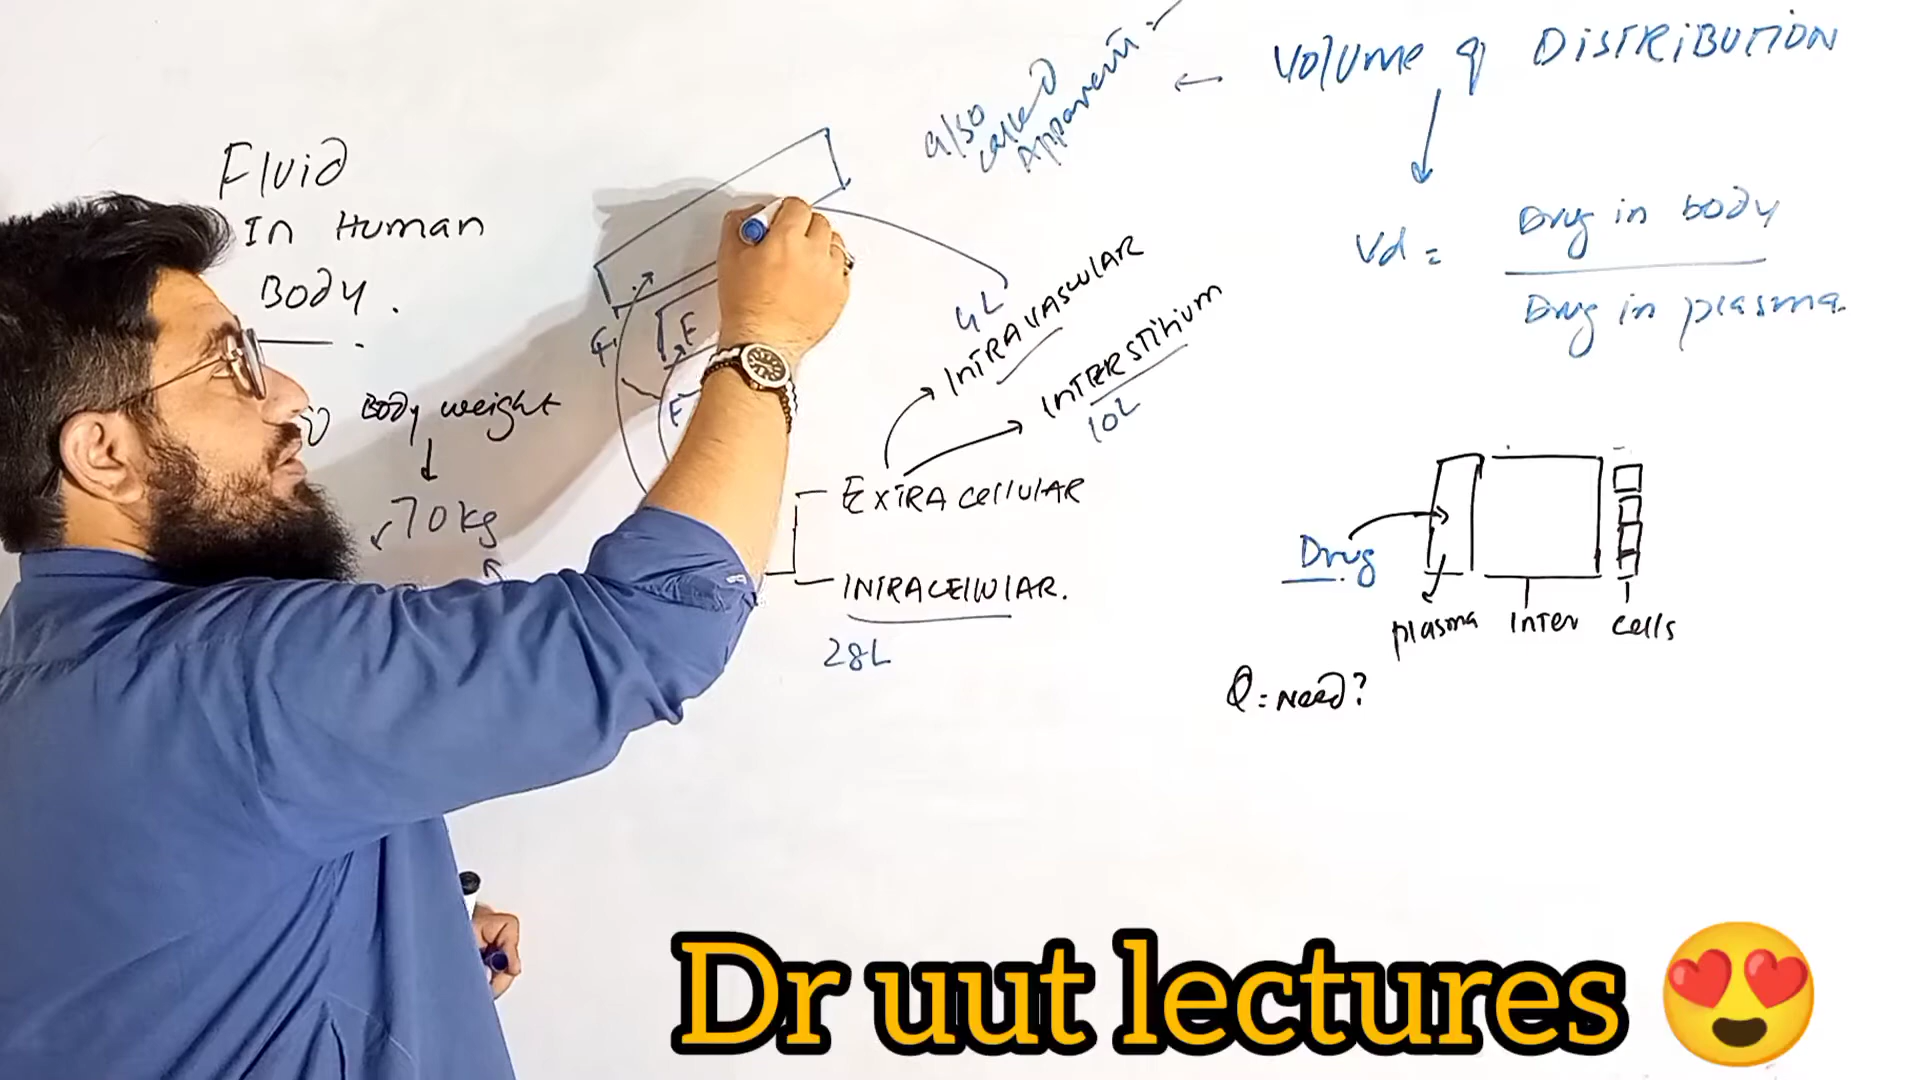 VOLUME of DISTRIBUTION
also
called
Apparent
Vd = Drug in body
Drug in plasma.
Fluid
In Human
Body.
Body weight
70kg
F
F
4L
INTRAVASCULAR
INTERSTITIUM
10L
EXTRACELLULAR
INTRACELLULAR.
28L
Drug
plasma Inter cells
Q = Need?
Dr uut lectures 😍